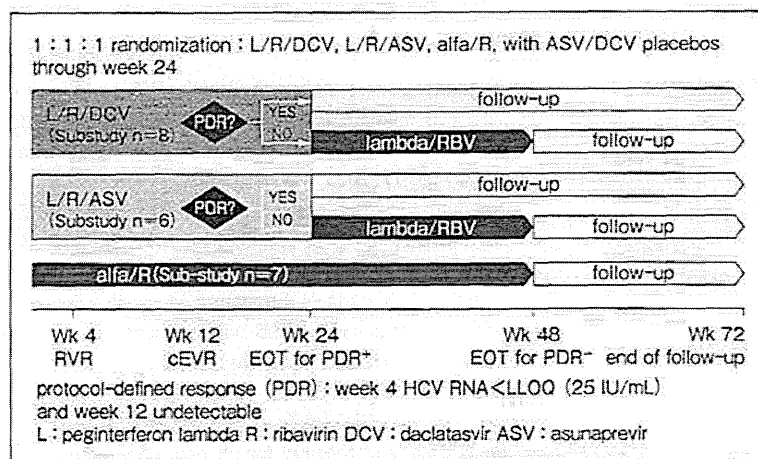 1 : 1 : 1 randomization : L/R/DCV, L/R/ASV, alfa/R, with ASV/DCV placebos
through week 24
L/R/DCV
(Substudy n=8)
PDR?
YES
NO
follow-up
lambda/RBV
follow-up
L/R/ASV
(Substudy n=6)
PDR?
YES
NO
follow-up
lambda/RBV
follow-up
alfa/R(Sub-study n=7)
follow-up
Wk 4 Wk 12 Wk 24 Wk 48 Wk 72
RVR cEVR EOT for PDR⁺ EOT for PDR⁻ end of follow-up
protocol-defined response (PDR) : week 4 HCV RNA<LLOQ (25 IU/mL)
and week 12 undetectable
L : peginterferon lambda R : ribavirin DCV : daclatasvir ASV : asunaprevir